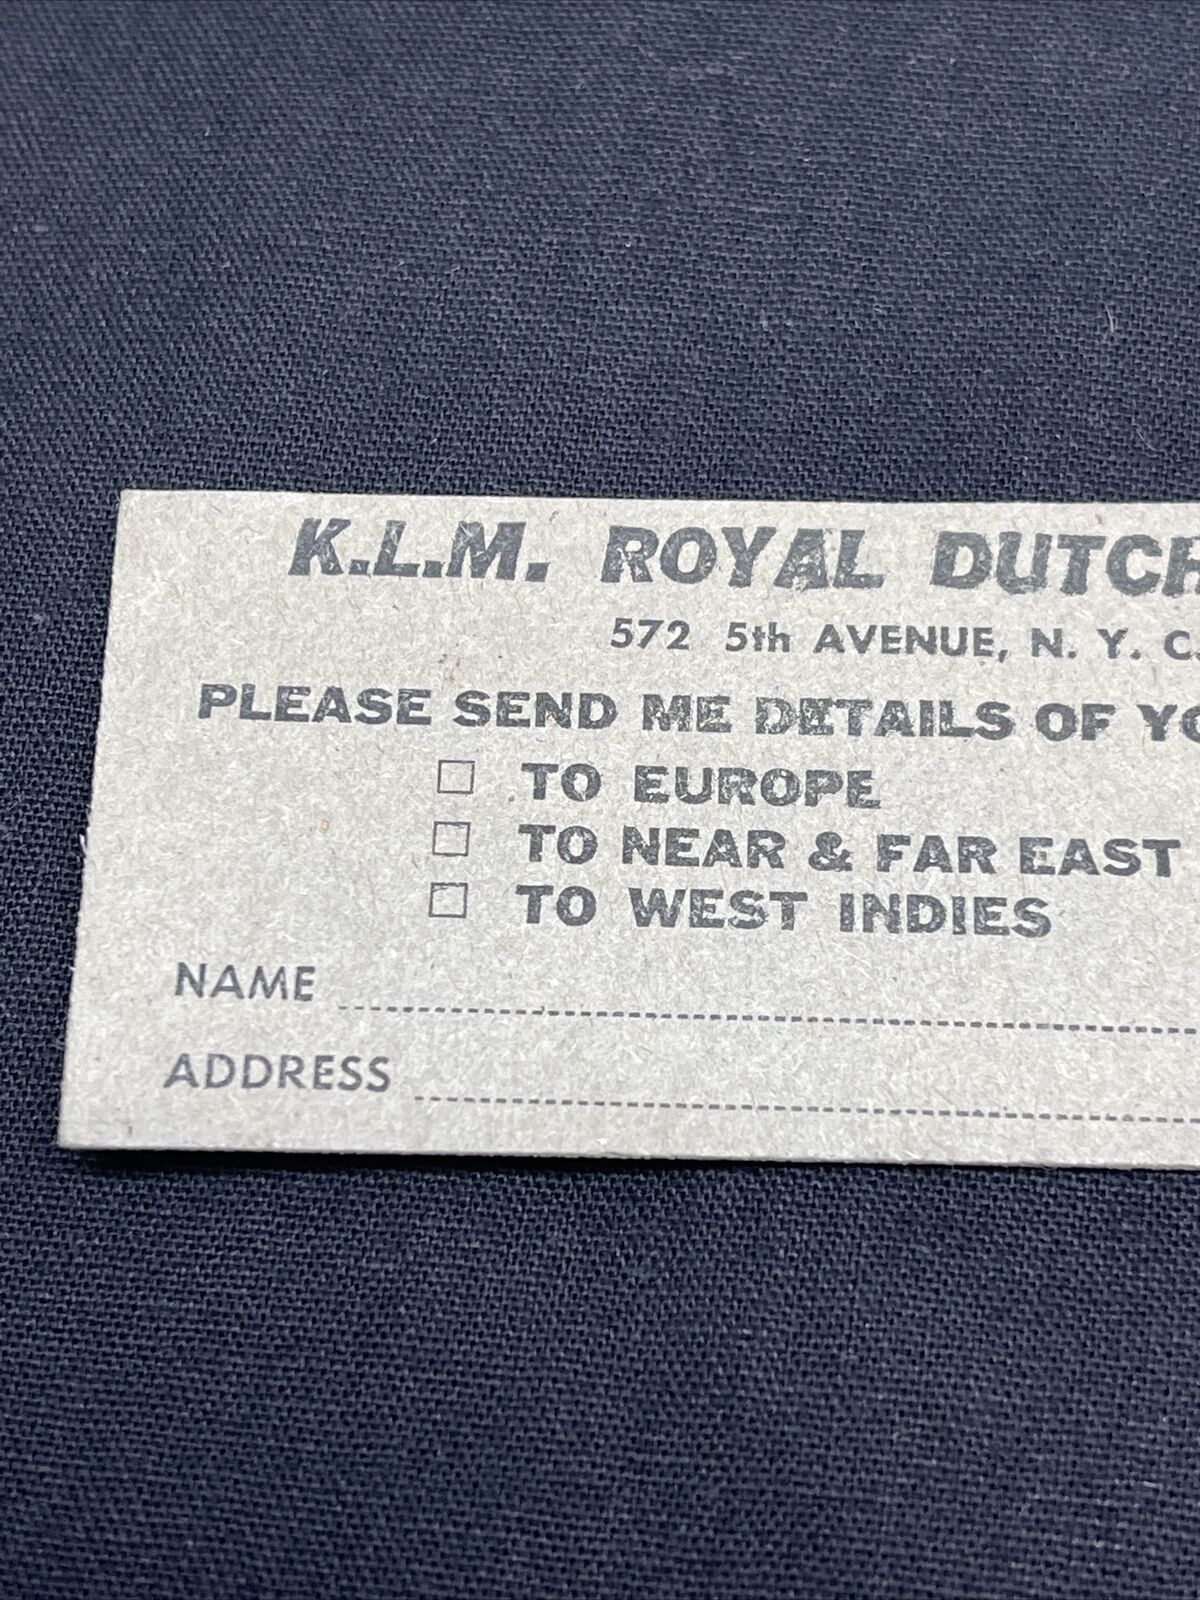 K.L.M. ROYAL DUTCH
572 5th AVENUE, N. Y. C.
PLEASE SEND ME DETAILS OF YO
□ TO EUROPE
□ TO NEAR & FAR EAST
□ TO WEST INDIES
NAME
ADDRESS